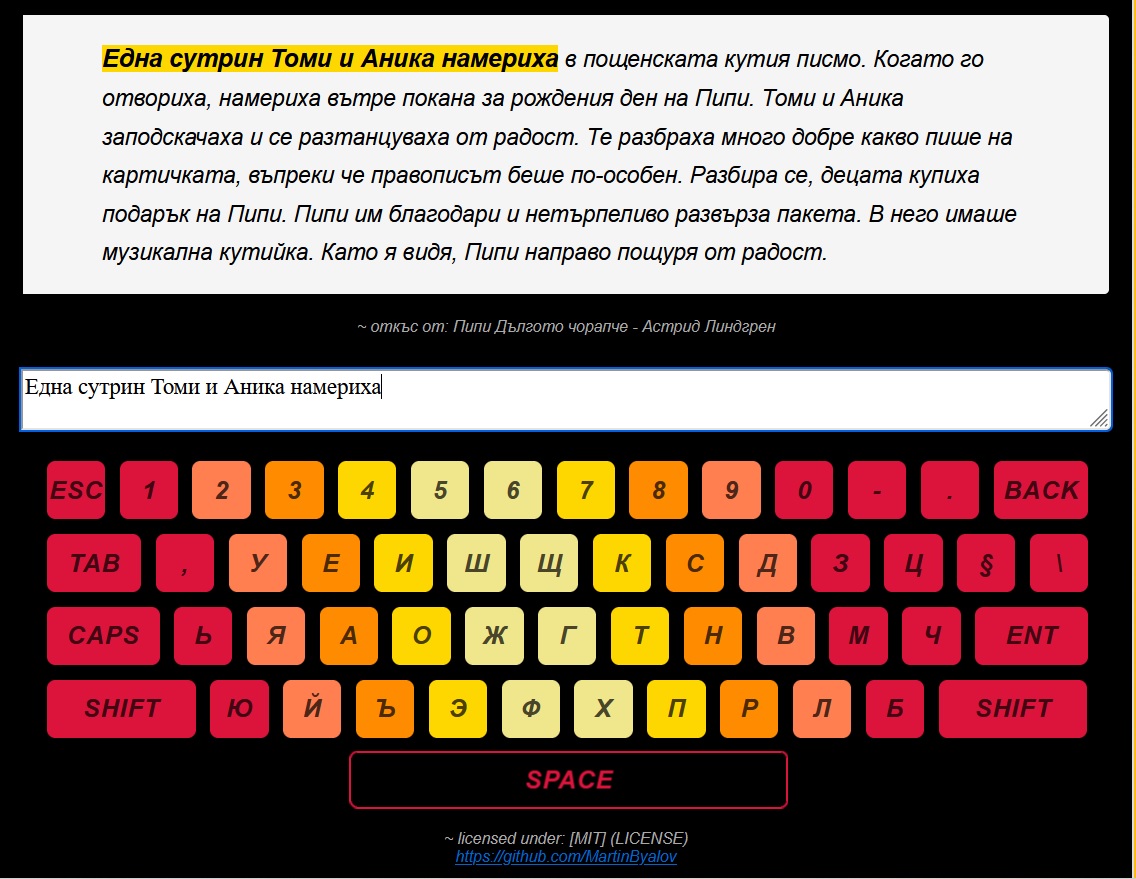 Една сутрин Томи и Аника намериха в пощенската кутия писмо. Когато го
отвориха, намериха вътре покана за рождения ден на Пипи. Томи и Аника
заподскачаха и се разтанцуваха от радост. Те разбраха много добре какво пише на
картичката, въпреки че правописът беше по-особен. Разбира се, децата купиха
подарък на Пипи. Пипи им благодари и нетърпеливо развърза пакета. В него имаше
музикална кутийка. Като я видя, Пипи направо пощуря от радост.
~ откъс от: Пипи Дългото чорапче - Астрид Линдгрен
Една сутрин Томи и Аника намериха
ESC 1 2 3 4 5 6 7 8 9 0 - . BACK
TAB , У Е И Ш Щ К С Д З Ц § \
CAPS Ь Я А О Ж Г Т Н В М Ч ENT
SHIFT Ю Й Ъ Э Ф Х П Р Л Б SHIFT
SPACE
~ licensed under: [MIT] (LICENSE)
https://github.com/MartinByalov